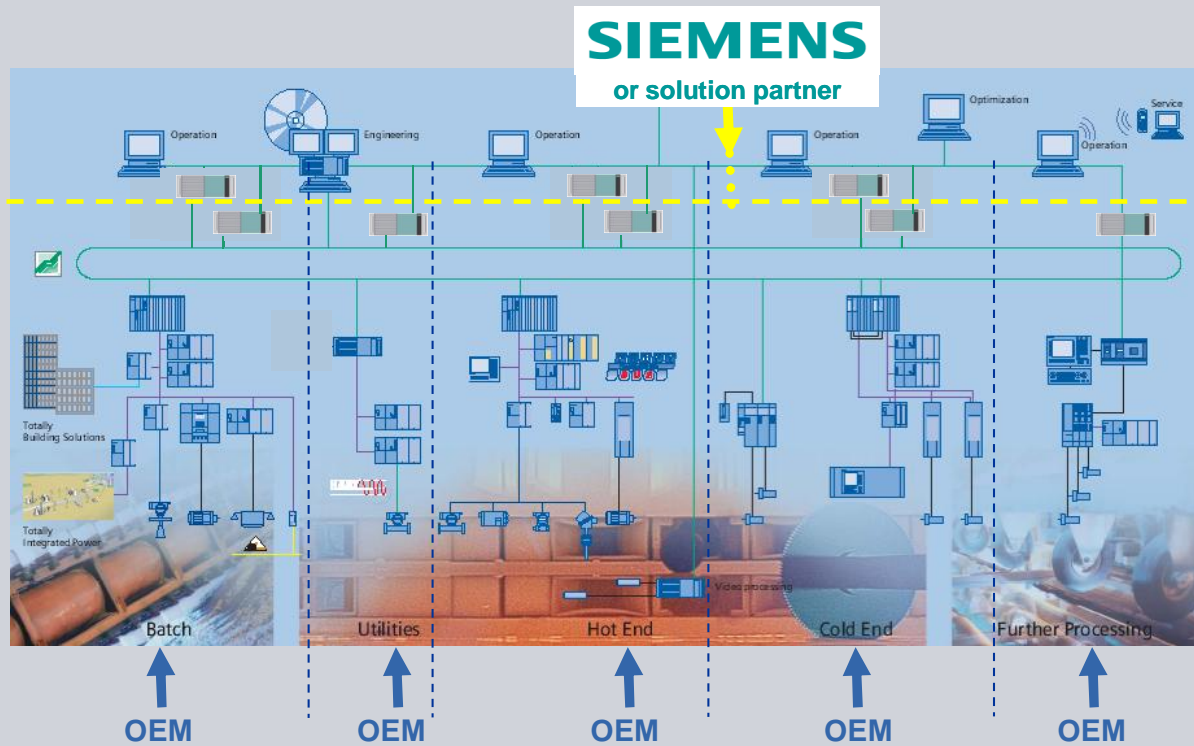 SIEMENS
or solution partner
Operation
Engineering
Operation
Operation
Optimization
Operation
Service
Totally
Building Solutions
Totally
Integrated Power
Video processing
Batch
Utilities
Hot End
Cold End
Further Processing
OEM
OEM
OEM
OEM
OEM